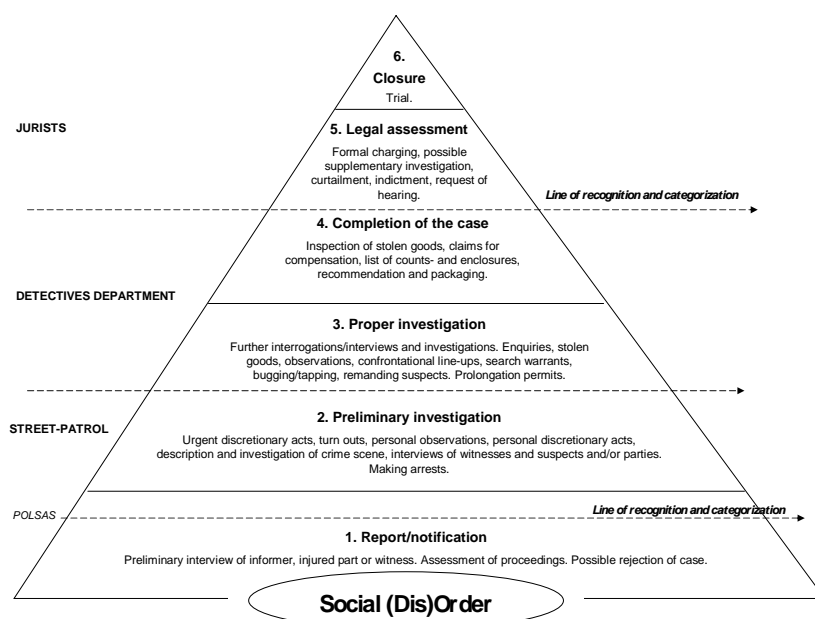 6.
Closure
Trial.
JURISTS
5. Legal assessment
Formal charging, possible
supplementary investigation,
curtailment, indictment, request of
hearing.
Line of recognition and categorization
4. Completion of the case
Inspection of stolen goods, claims for
compensation, list of counts- and enclosures,
recommendation and packaging.
DETECTIVES DEPARTMENT
3. Proper investigation
Further interrogations/interviews and investigations. Enquiries, stolen
goods, observations, confrontational line-ups, search warrants,
bugging/tapping, remanding suspects. Prolongation permits.
STREET-PATROL
2. Preliminary investigation
Urgent discretionary acts, turn outs, personal observations, personal discretionary acts,
description and investigation of crime scene, interviews of witnesses and suspects and/or parties.
Making arrests.
POLSAS
Line of recognition and categorization
1. Report/notification
Preliminary interview of informer, injured part or witness. Assessment of proceedings. Possible rejection of case.
Social (Dis)Order